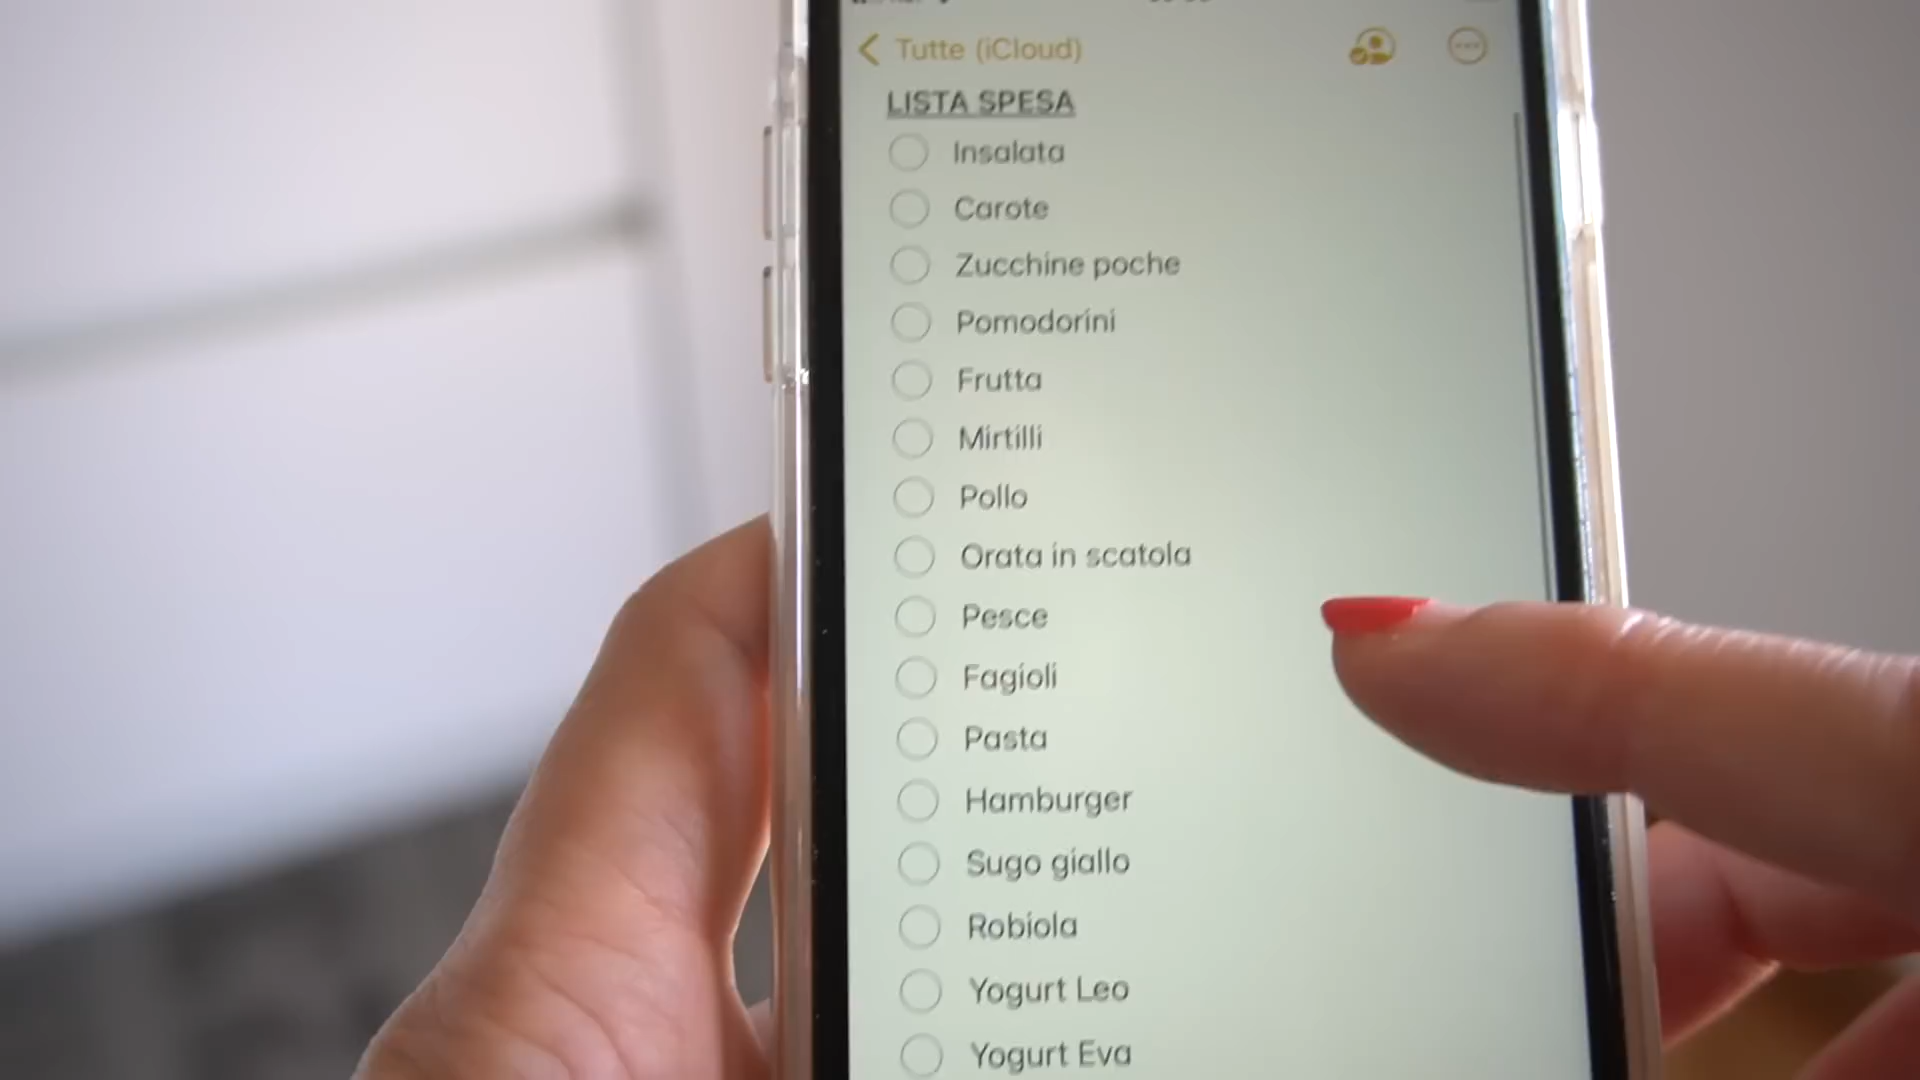 Tutte (iCloud)
LISTA SPESA
Insalata
Carote
Zucchine poche
Pomodorini
Frutta
Mirtilli
Pollo
Orata in scatola
Pesce
Fagioli
Pasta
Hamburger
Sugo giallo
Robiola
Yogurt Leo
Yogurt Eva